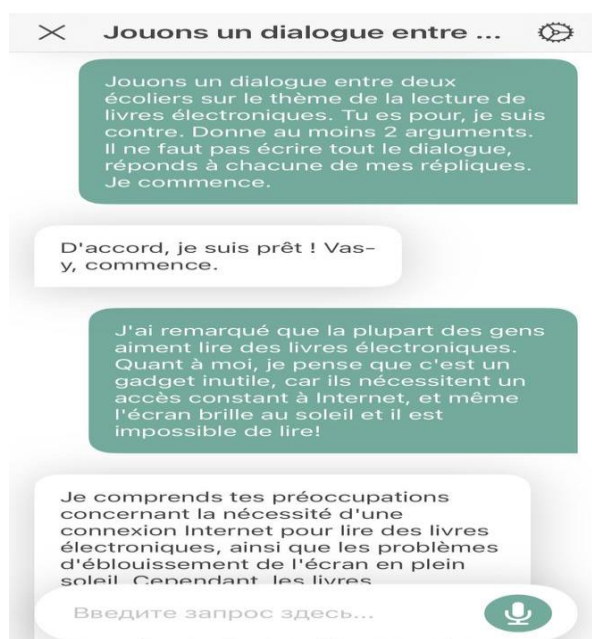 Jouons un dialogue entre ...
Jouons un dialogue entre deux
écoliers sur le thème de la lecture de
livres électroniques. Tu es pour, je suis
contre. Donne au moins 2 arguments.
Il ne faut pas écrire tout le dialogue,
réponds à chacune de mes répliques.
Je commence.
D'accord, je suis prêt ! Vas-
y, commence.
J'ai remarqué que la plupart des gens
aiment lire des livres électroniques.
Quant à moi, je pense que c'est un
gadget inutile, car ils nécessitent un
accès constant à Internet, et même
l'écran brille au soleil et il est
impossible de lire!
Je comprends tes préoccupations
concernant la nécessité d'une
connexion Internet pour lire des livres
électroniques, ainsi que les problèmes
d'éblouissement de l'écran en plein
soleil. Cependant, les livres
Введите запрос здесь...